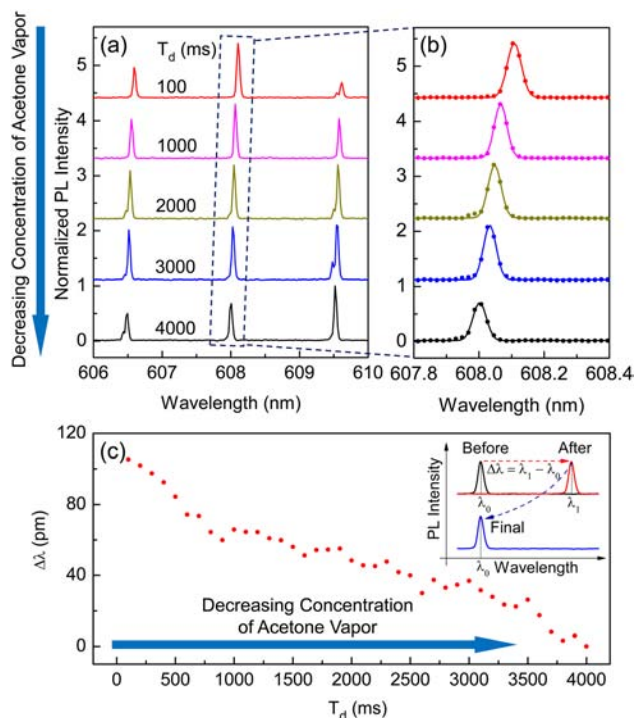 Decreasing Concentration of Acetone Vapor
Normalized PL Intensity
(a)
T_d (ms)
100
1000
2000
3000
4000
5
4
3
2
1
0
606 607 608 609 610
Wavelength (nm)
(b)
5
4
3
2
1
0
607.8 608.0 608.2 608.4
Wavelength (nm)
(c)
120
80
40
0
Δλ (pm)
Before After
Δλ = λ₁ − λ₀
λ₀ λ₁
Final
λ₀ Wavelength
PL Intensity
Decreasing Concentration
of Acetone Vapor
0 500 1000 1500 2000 2500 3000 3500 4000
T_d (ms)